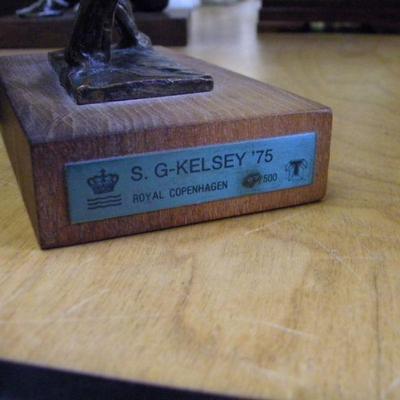 S. G-KELSEY '75
ROYAL COPENHAGEN 500 T